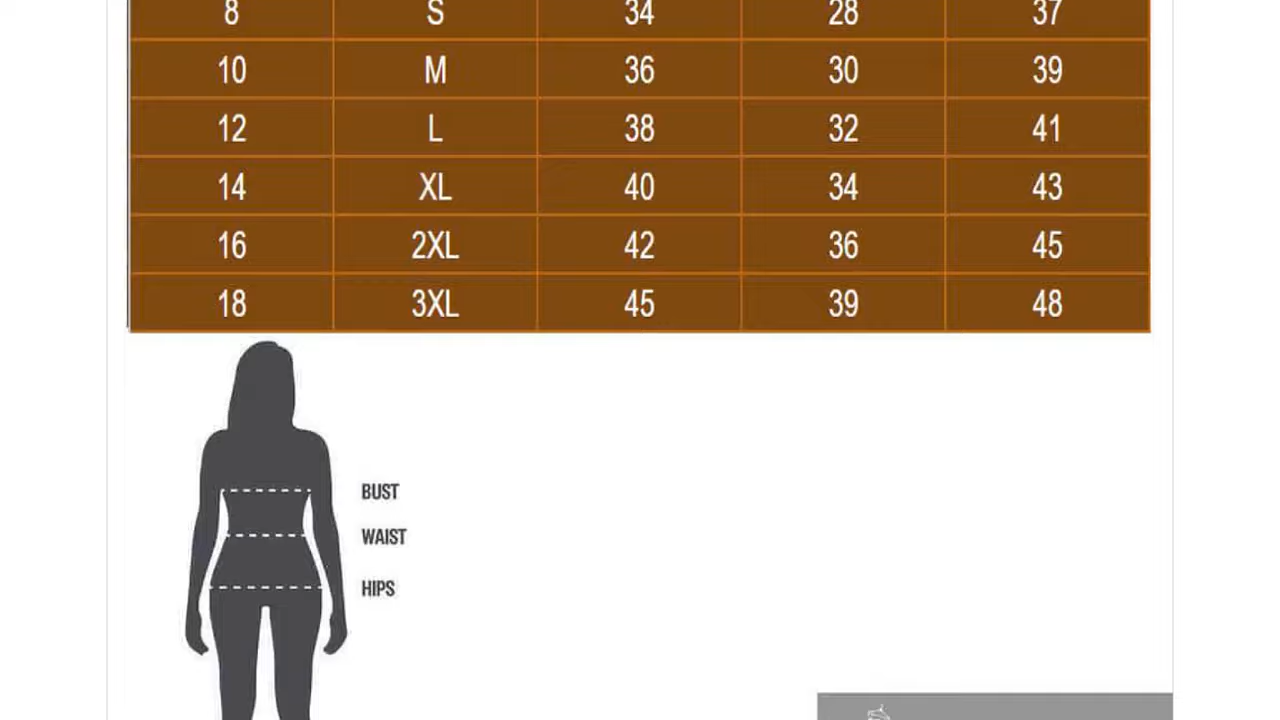 8 S 34 28 37
10 M 36 30 39
12 L 38 32 41
14 XL 40 34 43
16 2XL 42 36 45
18 3XL 45 39 48
BUST
WAIST
HIPS